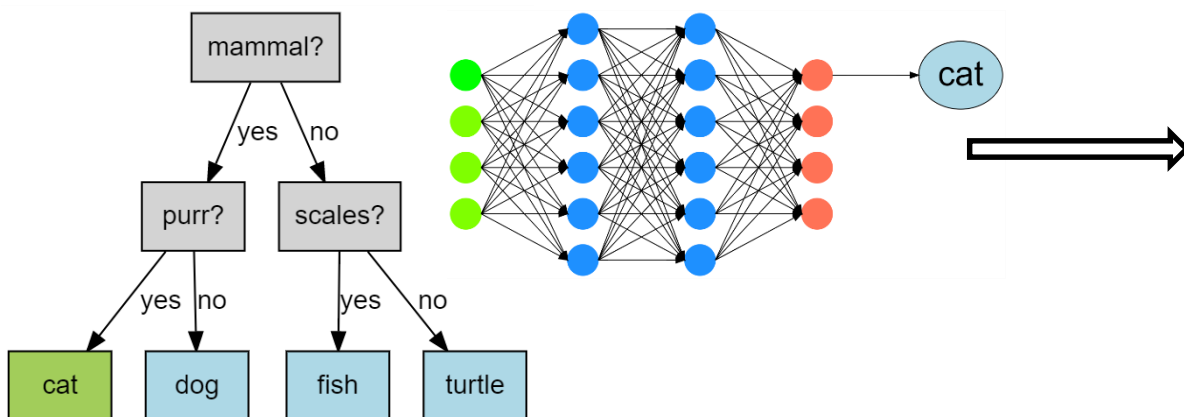 mammal?
yes
no
purr?
scales?
yes
no
yes
no
cat
dog
fish
turtle
cat